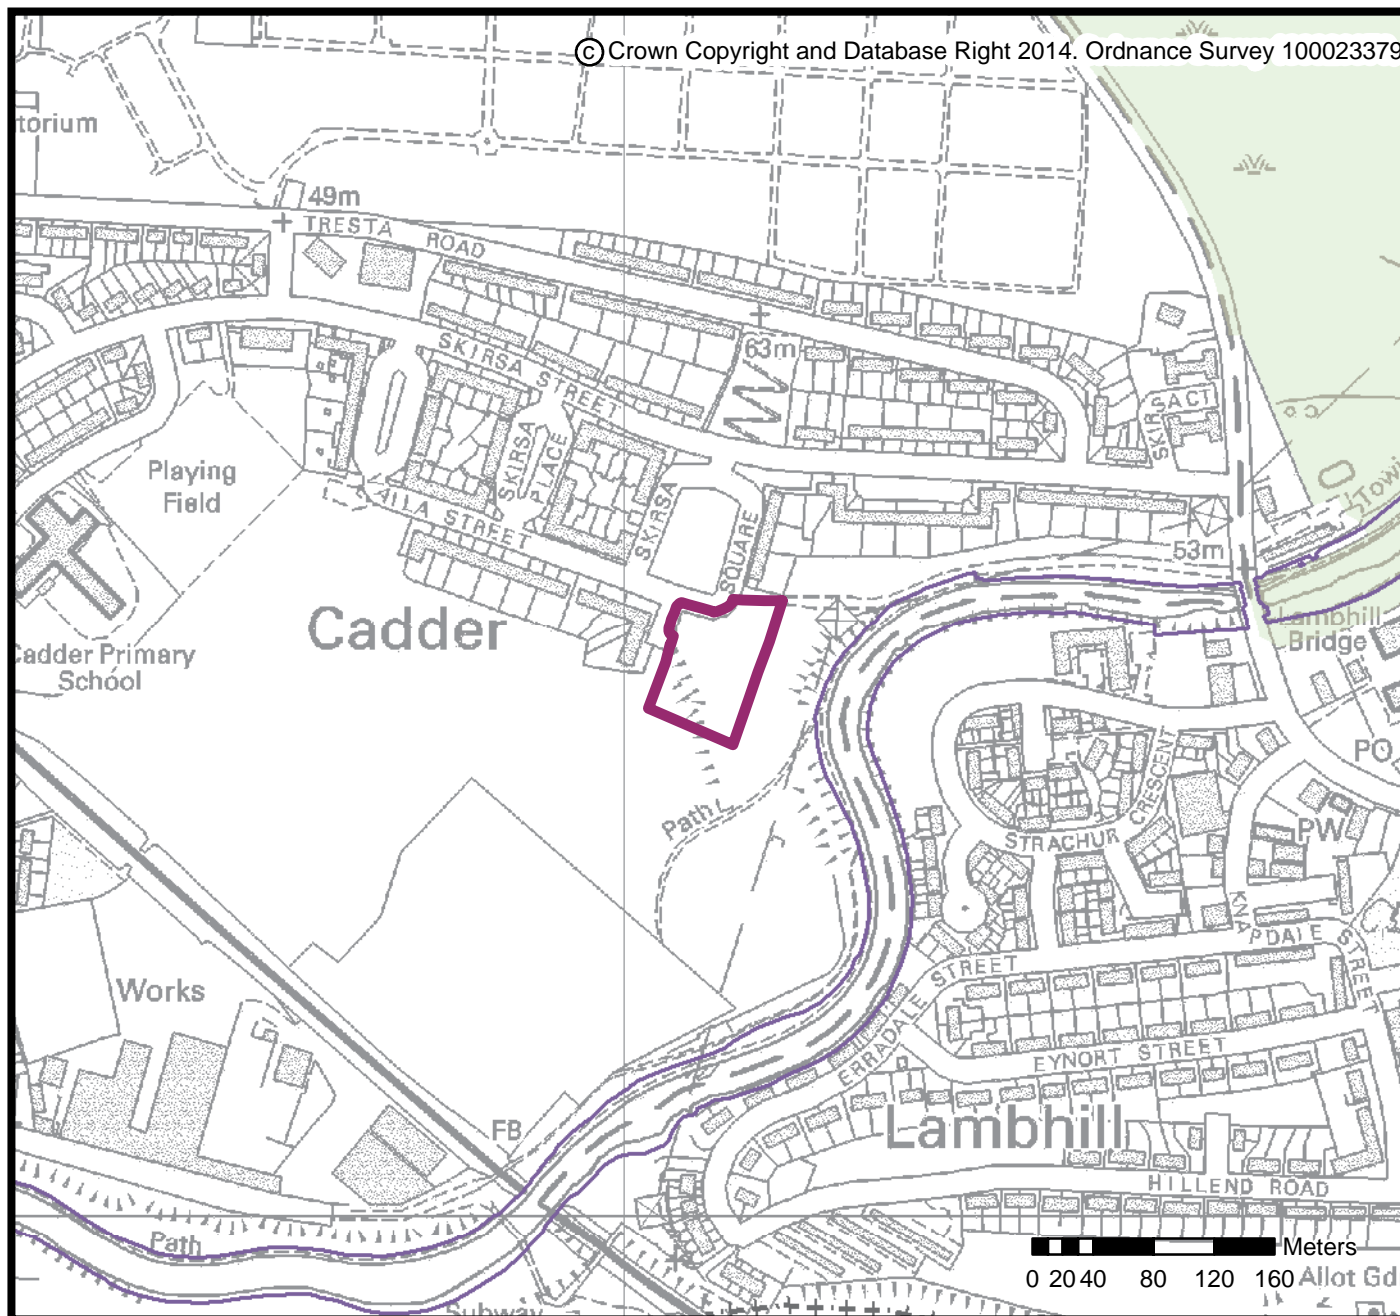 © Crown Copyright and Database Right 2014. Ordnance Survey 100023379
torium
49m
TRESTA ROAD
63m
SKIRSA STREET
SKIRSA CT
SKIRSA PLACE
Playing
Field
SKIRSA SQUARE
AILA STREET
53m
Tow
Cadder
Lambhill
Bridge
Cadder Primary
School
PO
Path
STRACHUR CRESCENT
PW
KNAPDALE STREET
Works
ERRADALE STREET
EYNORT STREET
FB
Lambhill
HILLEND ROAD
Path
Meters
0 20 40 80 120 160
Allot Gd
Subway